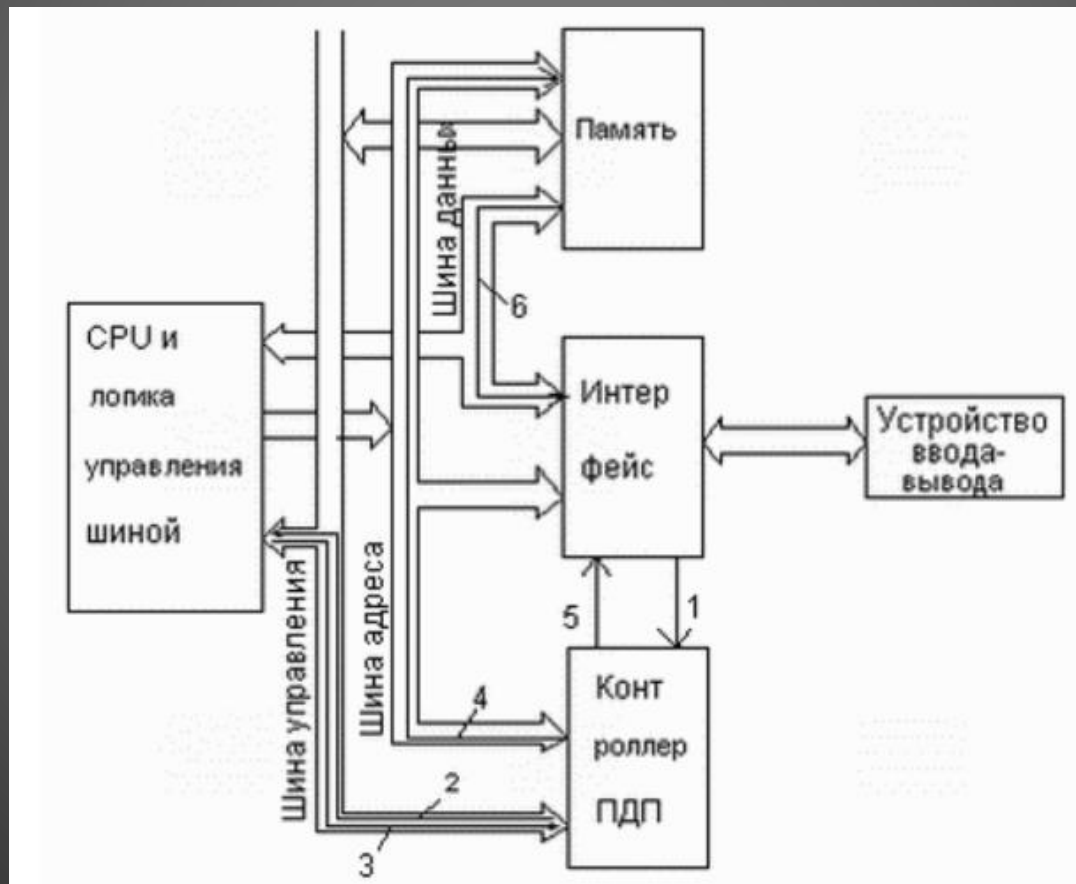 Память
Шина данны
6
CPU и
логика
управления
шиной
Интер
фейс
Устройство
ввода-
вывода
Шина управления
Шина адреса
5
1
4
Конт
роллер
ПДП
2
3